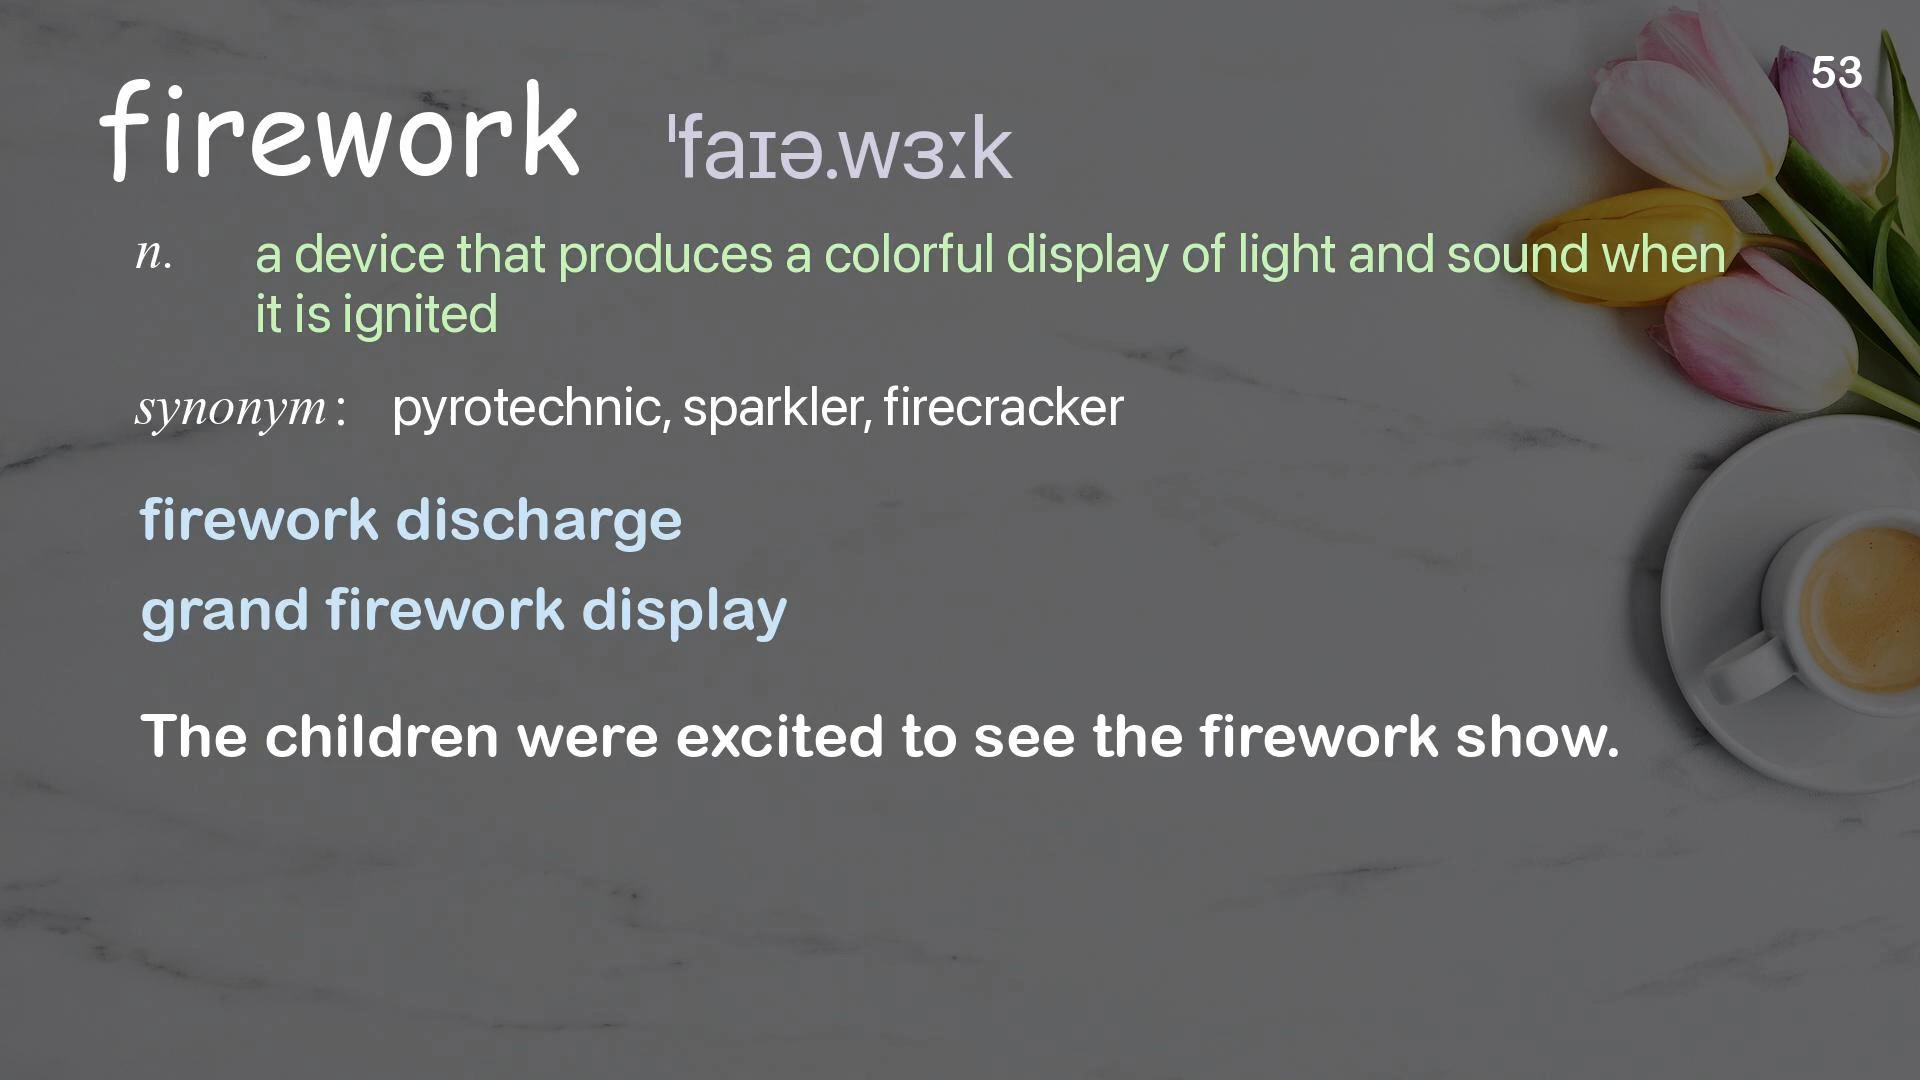 53
firework ˈfaɪə.wɜːk
n. a device that produces a colorful display of light and sound when
it is ignited
synonym: pyrotechnic, sparkler, firecracker
firework discharge
grand firework display
The children were excited to see the firework show.